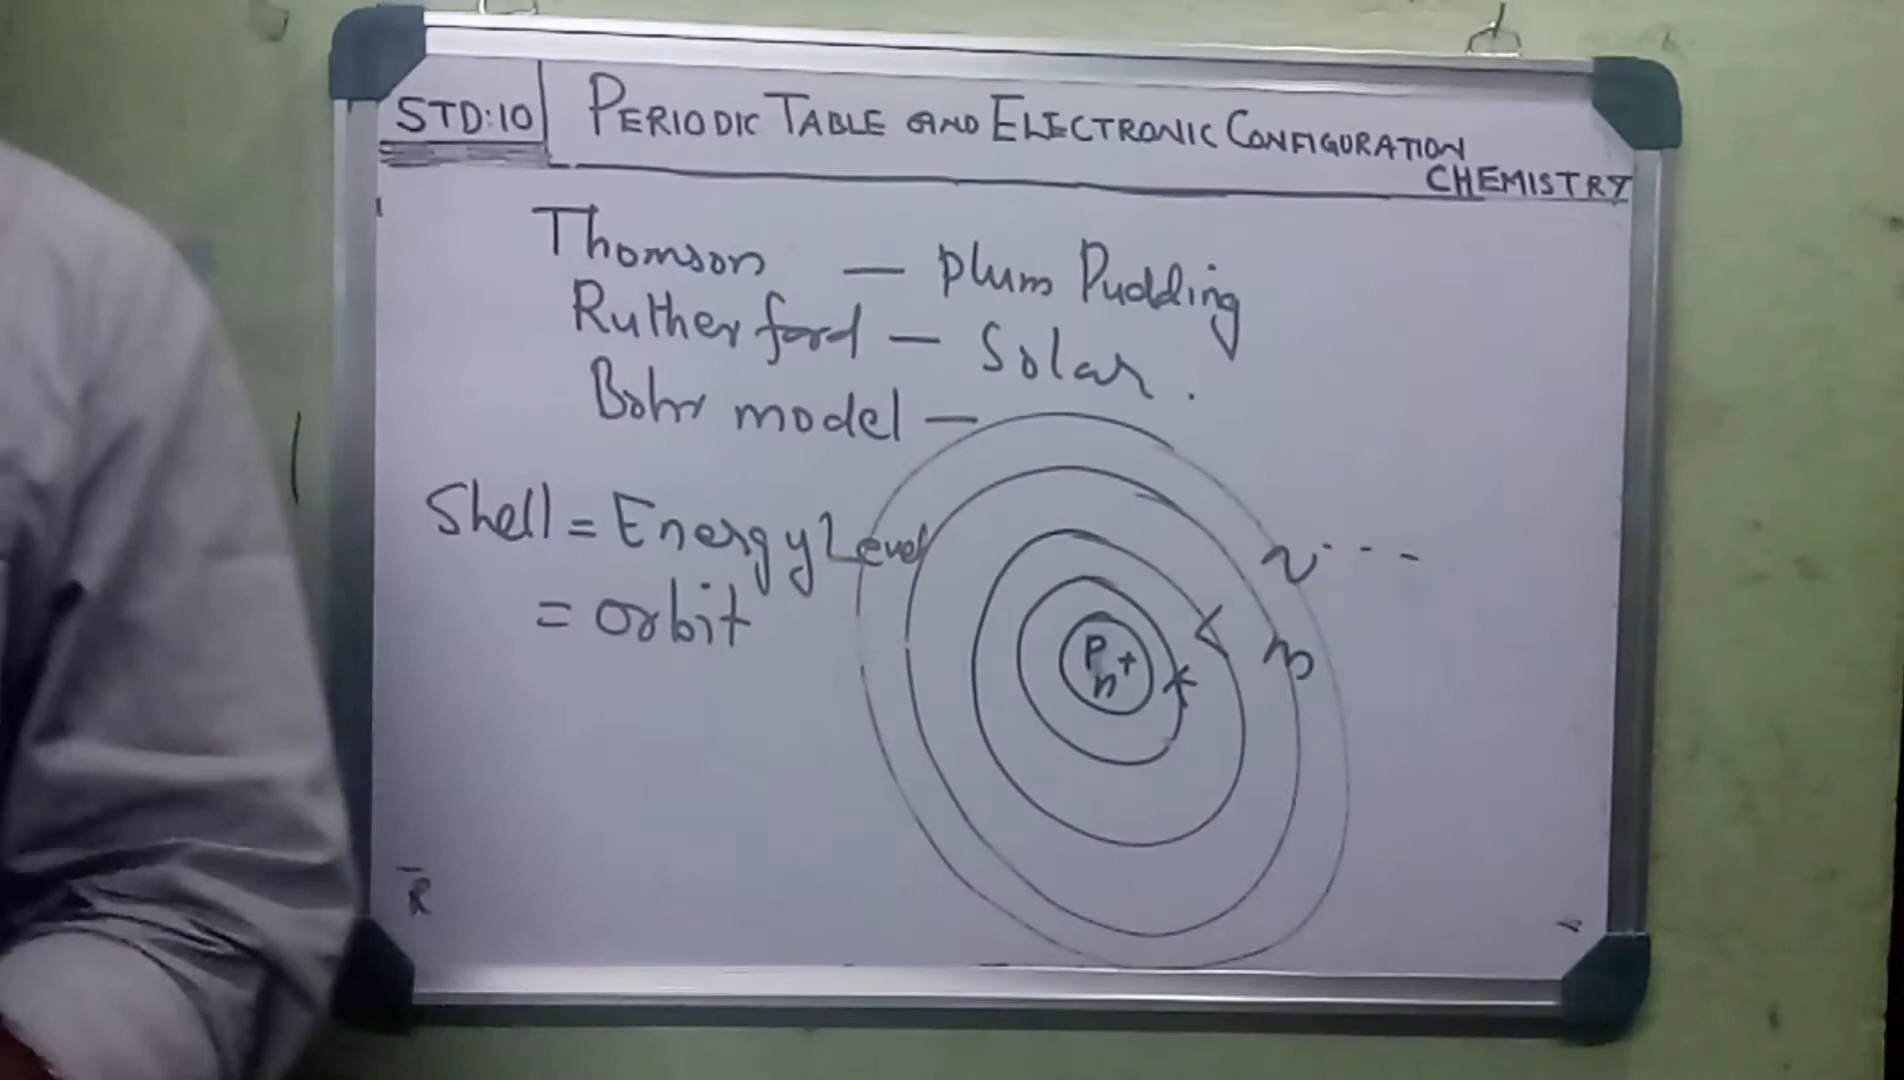 STD:10
PERIODIC TABLE AND ELECTRONIC CONFIGURATION
CHEMISTRY
Thomson — Plum Pudding
Rutherford — Solar.
Bohr model —
Shell = Energy Level
= orbit
P
n +
K
L
M
N - - -
R